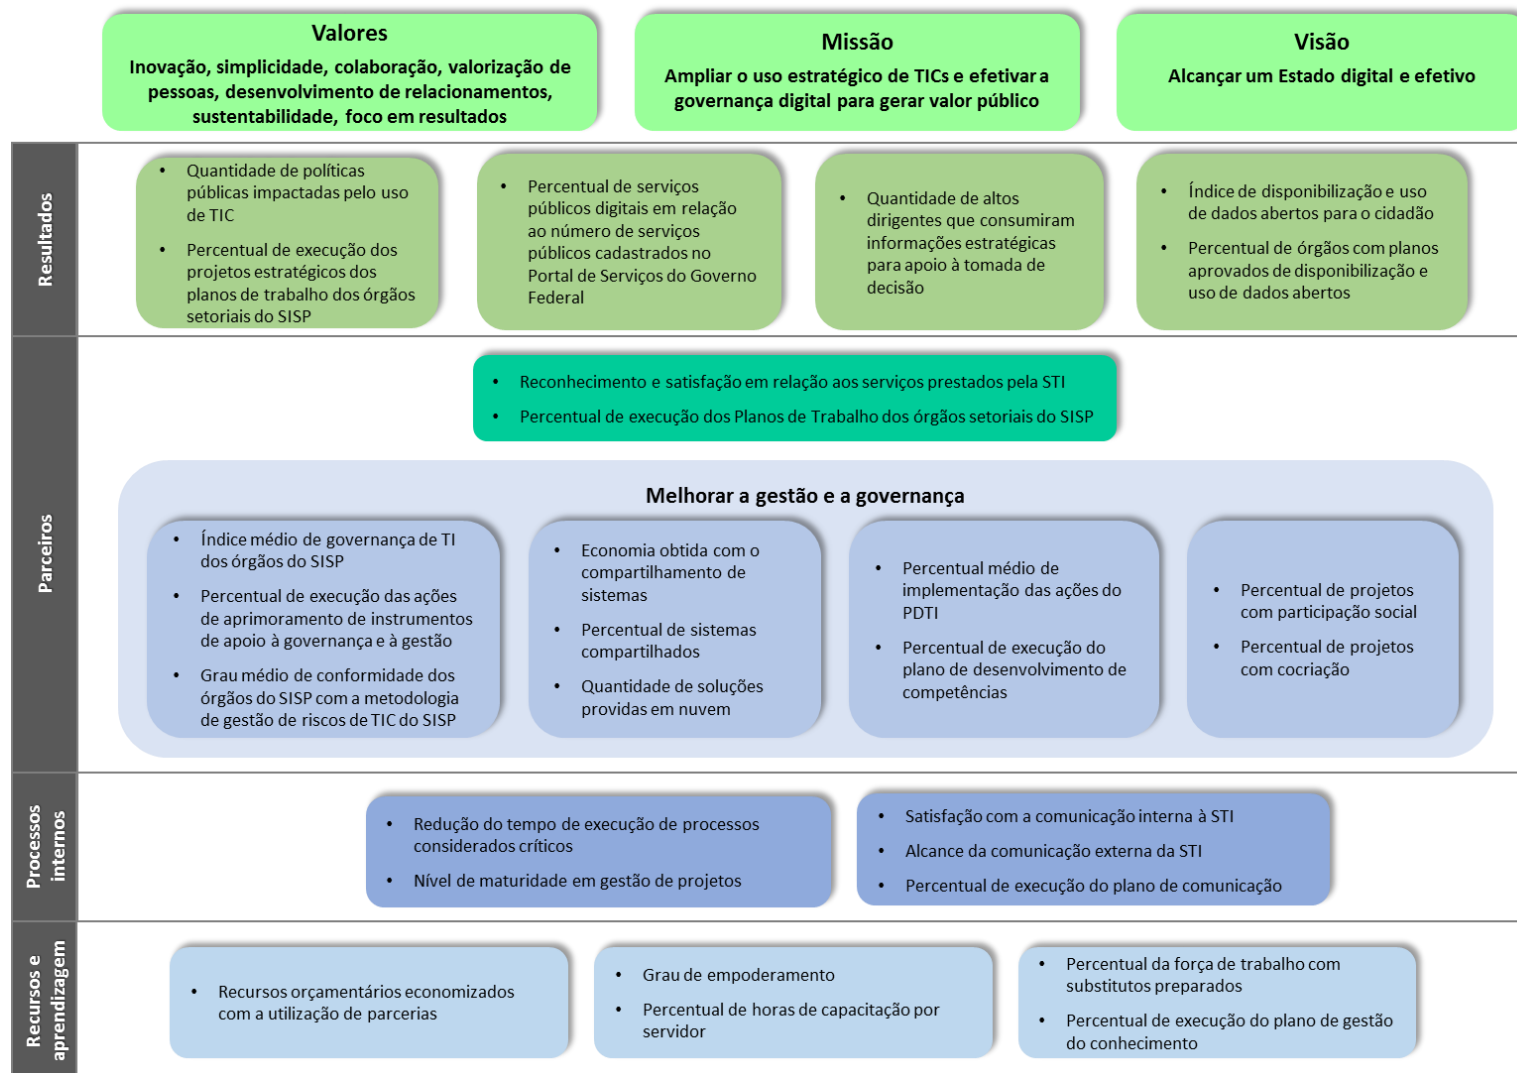 Valores
Inovação, simplicidade, colaboração, valorização de
pessoas, desenvolvimento de relacionamentos,
sustentabilidade, foco em resultados
Missão
Ampliar o uso estratégico de TICs e efetivar a
governança digital para gerar valor público
Visão
Alcançar um Estado digital e efetivo
Resultados
• Quantidade de políticas
públicas impactadas pelo uso
de TIC
• Percentual de execução dos
projetos estratégicos dos
planos de trabalho dos órgãos
setoriais do SISP
• Percentual de serviços
públicos digitais em relação
ao número de serviços
públicos cadastrados no
Portal de Serviços do Governo
Federal
• Quantidade de altos
dirigentes que consumiram
informações estratégicas
para apoio à tomada de
decisão
• Índice de disponibilização e uso
de dados abertos para o cidadão
• Percentual de órgãos com planos
aprovados de disponibilização e
uso de dados abertos
Parceiros
• Reconhecimento e satisfação em relação aos serviços prestados pela STI
• Percentual de execução dos Planos de Trabalho dos órgãos setoriais do SISP
Melhorar a gestão e a governança
• Índice médio de governança de TI
dos órgãos do SISP
• Percentual de execução das ações
de aprimoramento de instrumentos
de apoio à governança e à gestão
• Grau médio de conformidade dos
órgãos do SISP com a metodologia
de gestão de riscos de TIC do SISP
• Economia obtida com o
compartilhamento de
sistemas
• Percentual de sistemas
compartilhados
• Quantidade de soluções
providas em nuvem
• Percentual médio de
implementação das ações do
PDTI
• Percentual de execução do
plano de desenvolvimento de
competências
• Percentual de projetos
com participação social
• Percentual de projetos
com cocriação
Processos
internos
• Redução do tempo de execução de processos
considerados críticos
• Nível de maturidade em gestão de projetos
• Satisfação com a comunicação interna à STI
• Alcance da comunicação externa da STI
• Percentual de execução do plano de comunicação
Recursos e
aprendizagem
• Recursos orçamentários economizados
com a utilização de parcerias
• Grau de empoderamento
• Percentual de horas de capacitação por
servidor
• Percentual da força de trabalho com
substitutos preparados
• Percentual de execução do plano de gestão
do conhecimento